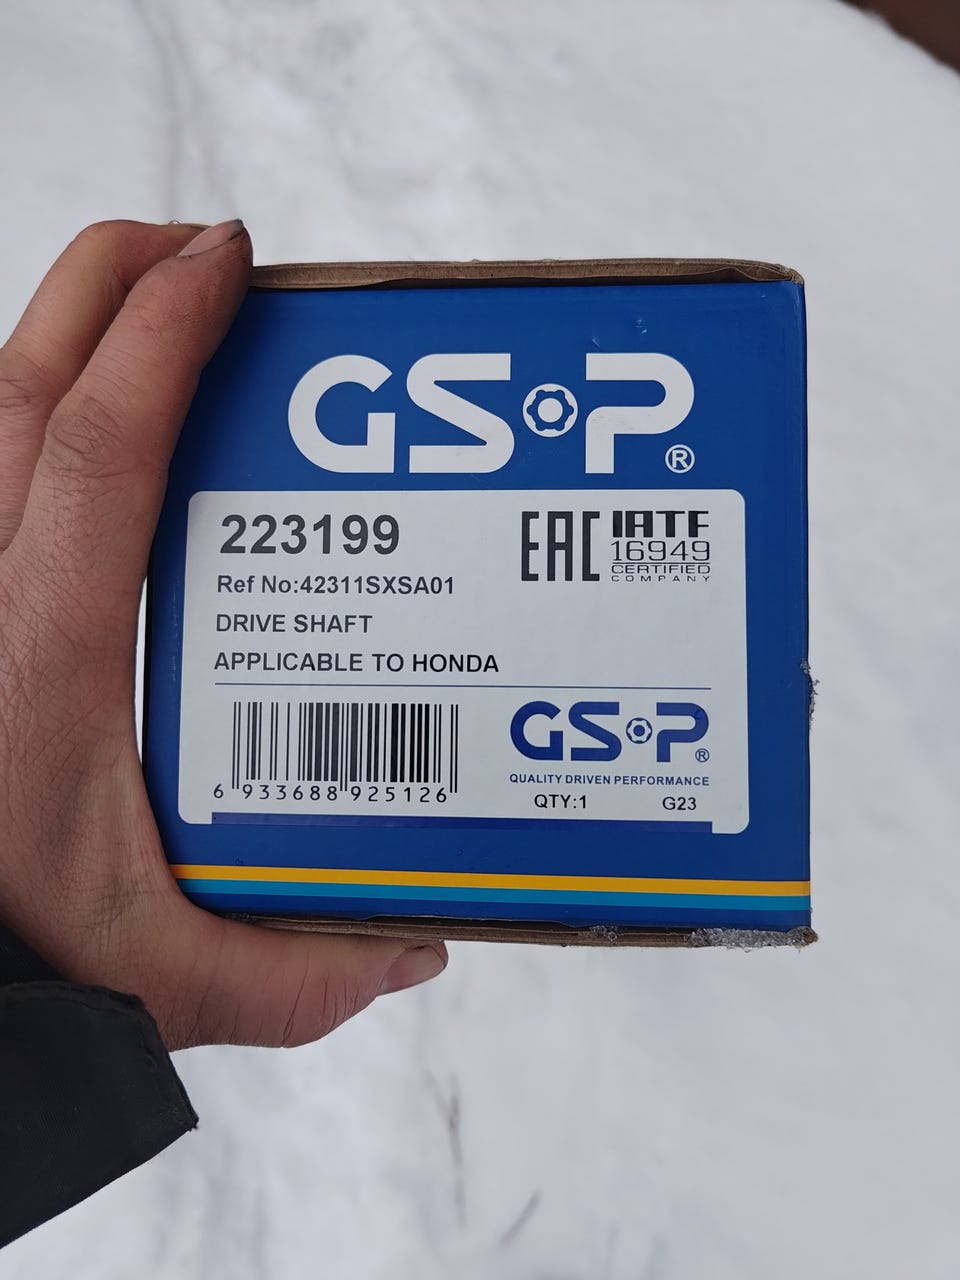 GSP®
223199
EAC
IATF
16949
CERTIFIED
COMPANY
Ref No:42311SXSA01
DRIVE SHAFT
APPLICABLE TO HONDA
6 933688 925126
GSP®
QUALITY DRIVEN PERFORMANCE
QTY:1 G23